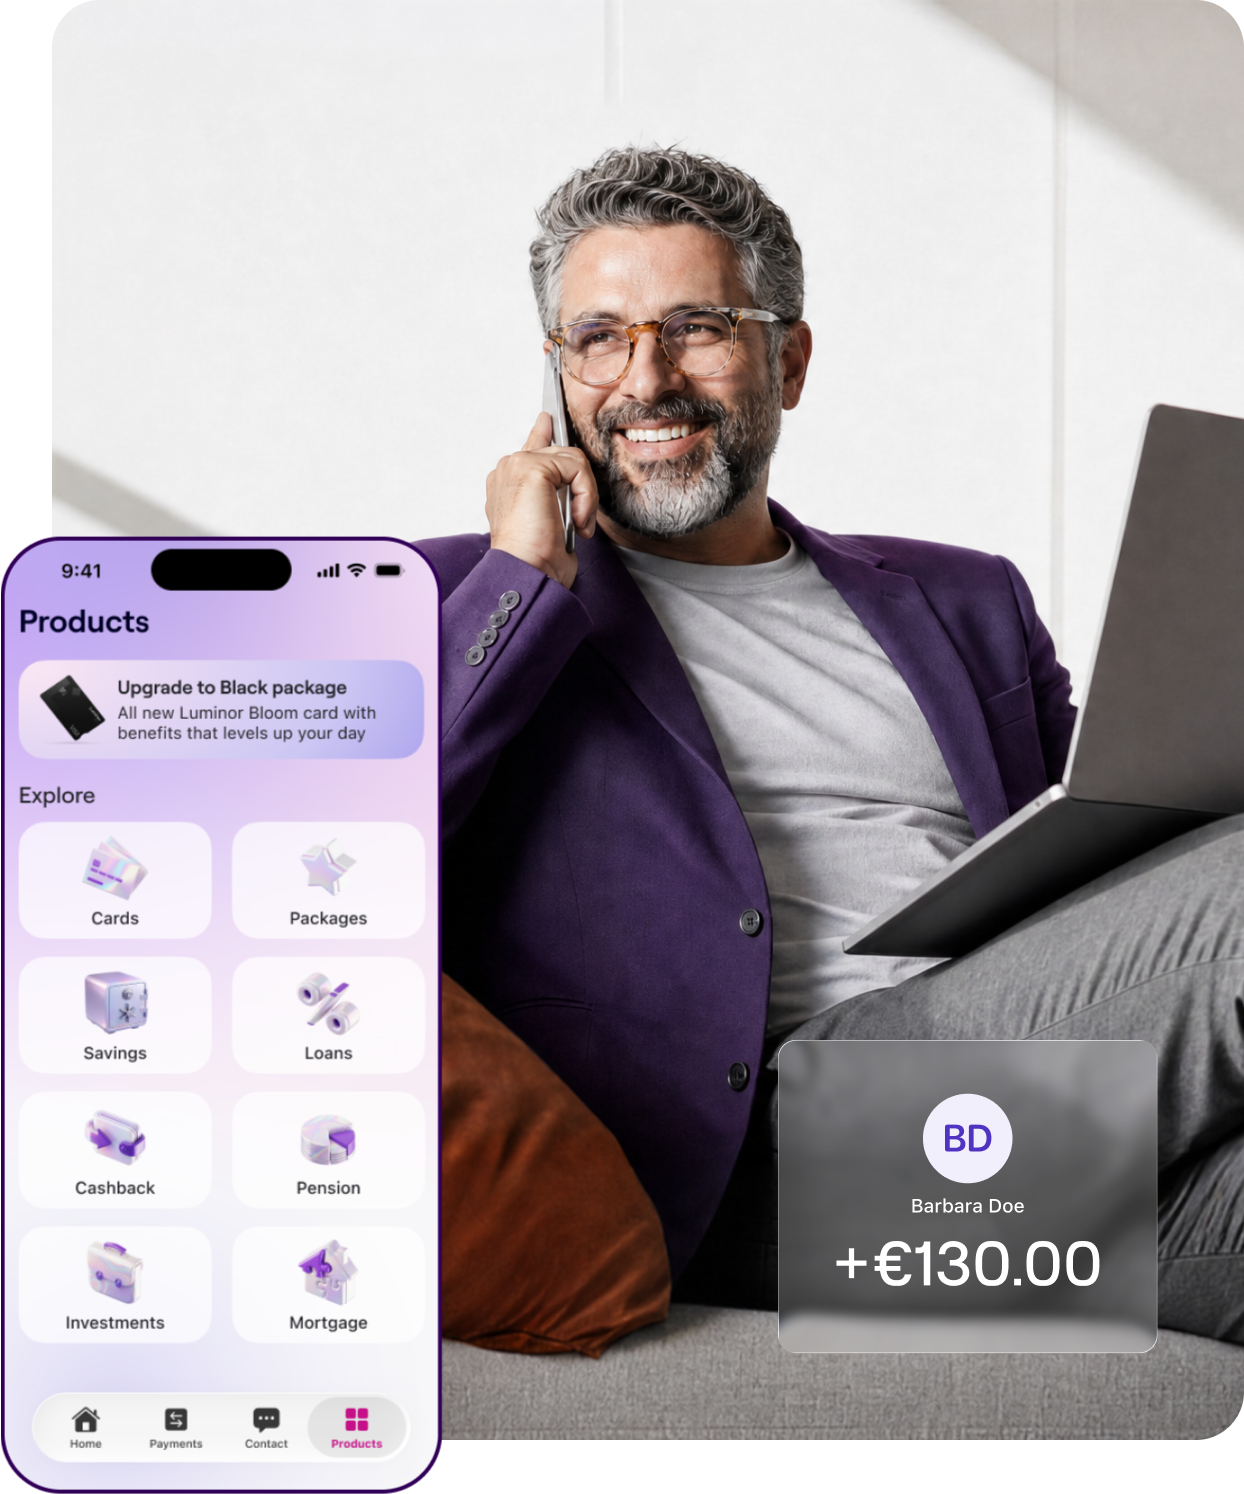 9:41
Products
Upgrade to Black package
All new Luminor Bloom card with
benefits that levels up your day
Explore
Cards
Packages
Savings
Loans
Cashback
Pension
Investments
Mortgage
Home
Payments
Contact
Products
BD
Barbara Doe
+€130.00